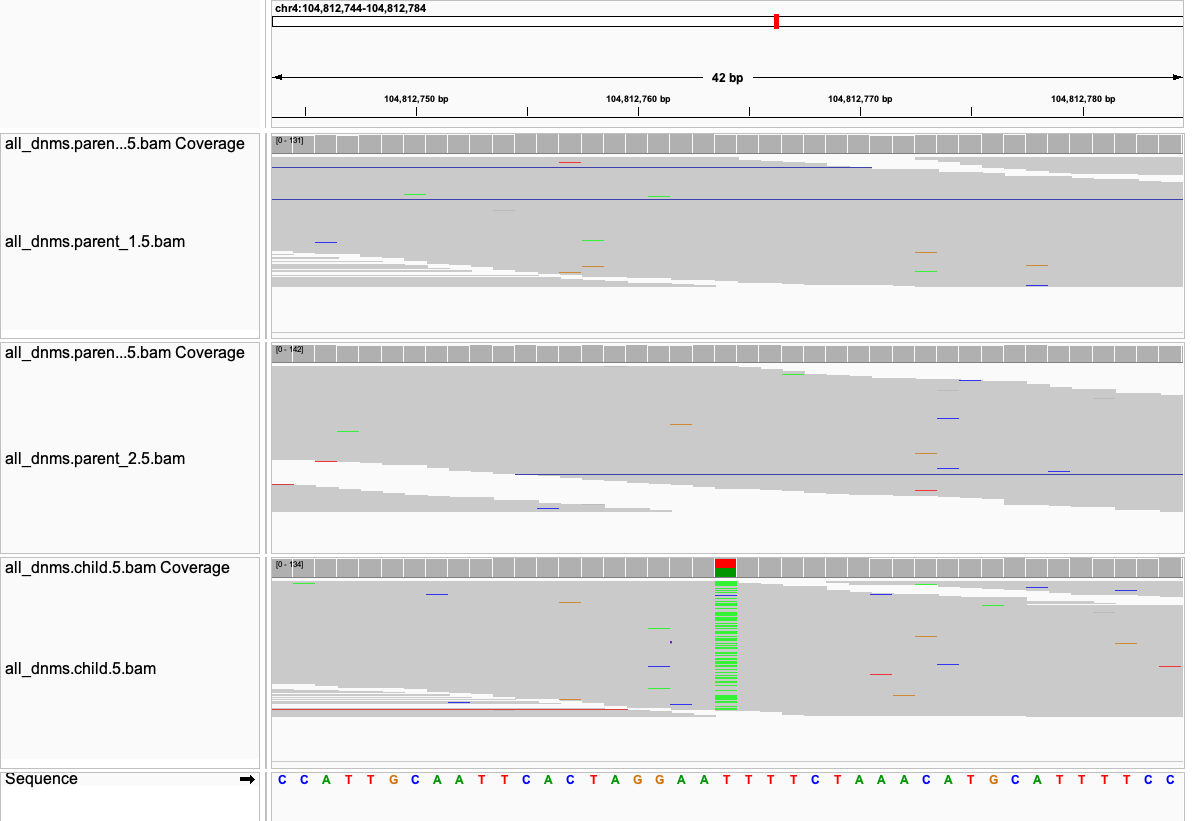 chr4:104,812,744-104,812,784
42 bp
104,812,750 bp 104,812,760 bp 104,812,770 bp 104,812,780 bp
all_dnms.paren...5.bam Coverage
[0 - 131]
all_dnms.parent_1.5.bam
all_dnms.paren...5.bam Coverage
[0 - 142]
all_dnms.parent_2.5.bam
all_dnms.child.5.bam Coverage
[0 - 134]
all_dnms.child.5.bam
Sequence C C A T T G C A A T T C A C T A G G A A T T T T C T A A A C A T G C A T T T T C C